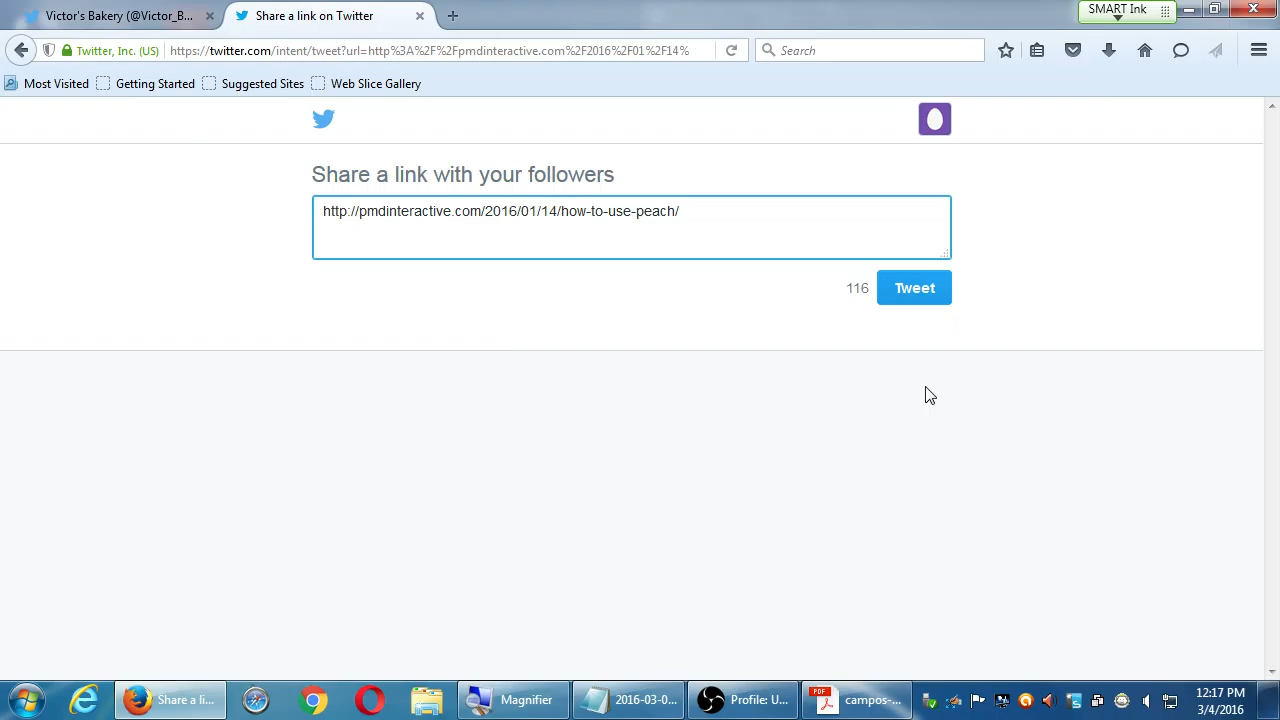 Victor's Bakery (@Victor_B...
Share a link on Twitter
SMART Ink
Twitter, Inc. (US)
https://twitter.com/intent/tweet?url=http%3A%2F%2Fpmdinteractive.com%2F2016%2F01%2F14%
Search
Most Visited
Getting Started
Suggested Sites
Web Slice Gallery
Share a link with your followers
http://pmdinteractive.com/2016/01/14/how-to-use-peach/
116
Tweet
Share a li...
Magnifier
2016-03-0...
Profile: U...
PDF
campos-...
12:17 PM
3/4/2016